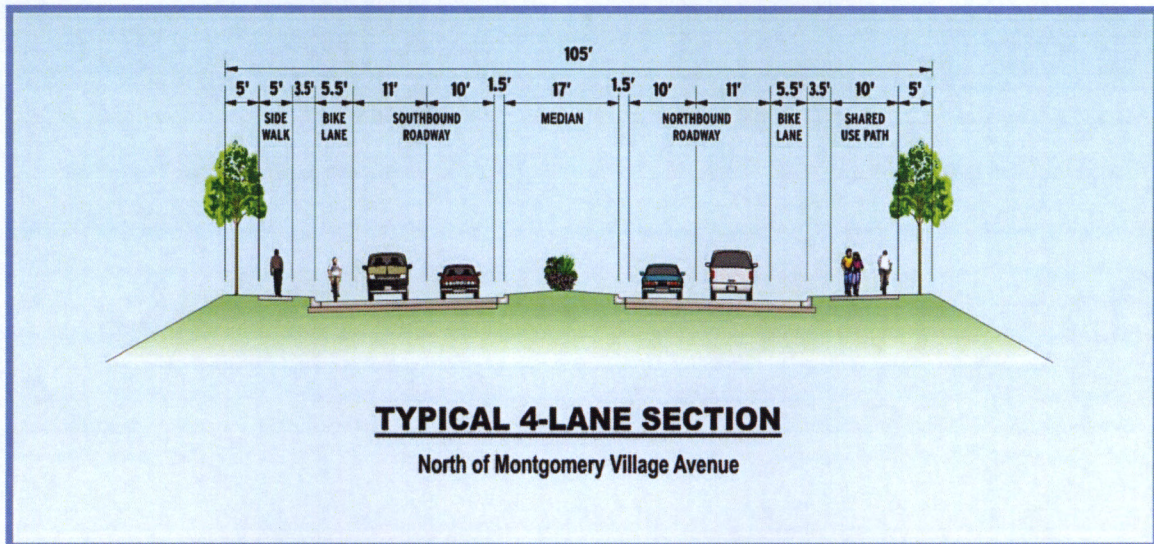 105'
5' 5' 3.5' 5.5' 11' 10' 1.5' 17' 1.5' 10' 11' 5.5' 3.5' 10' 5'
SIDE WALK BIKE LANE SOUTHBOUND ROADWAY MEDIAN NORTHBOUND ROADWAY BIKE LANE SHARED USE PATH
TYPICAL 4-LANE SECTION
North of Montgomery Village Avenue